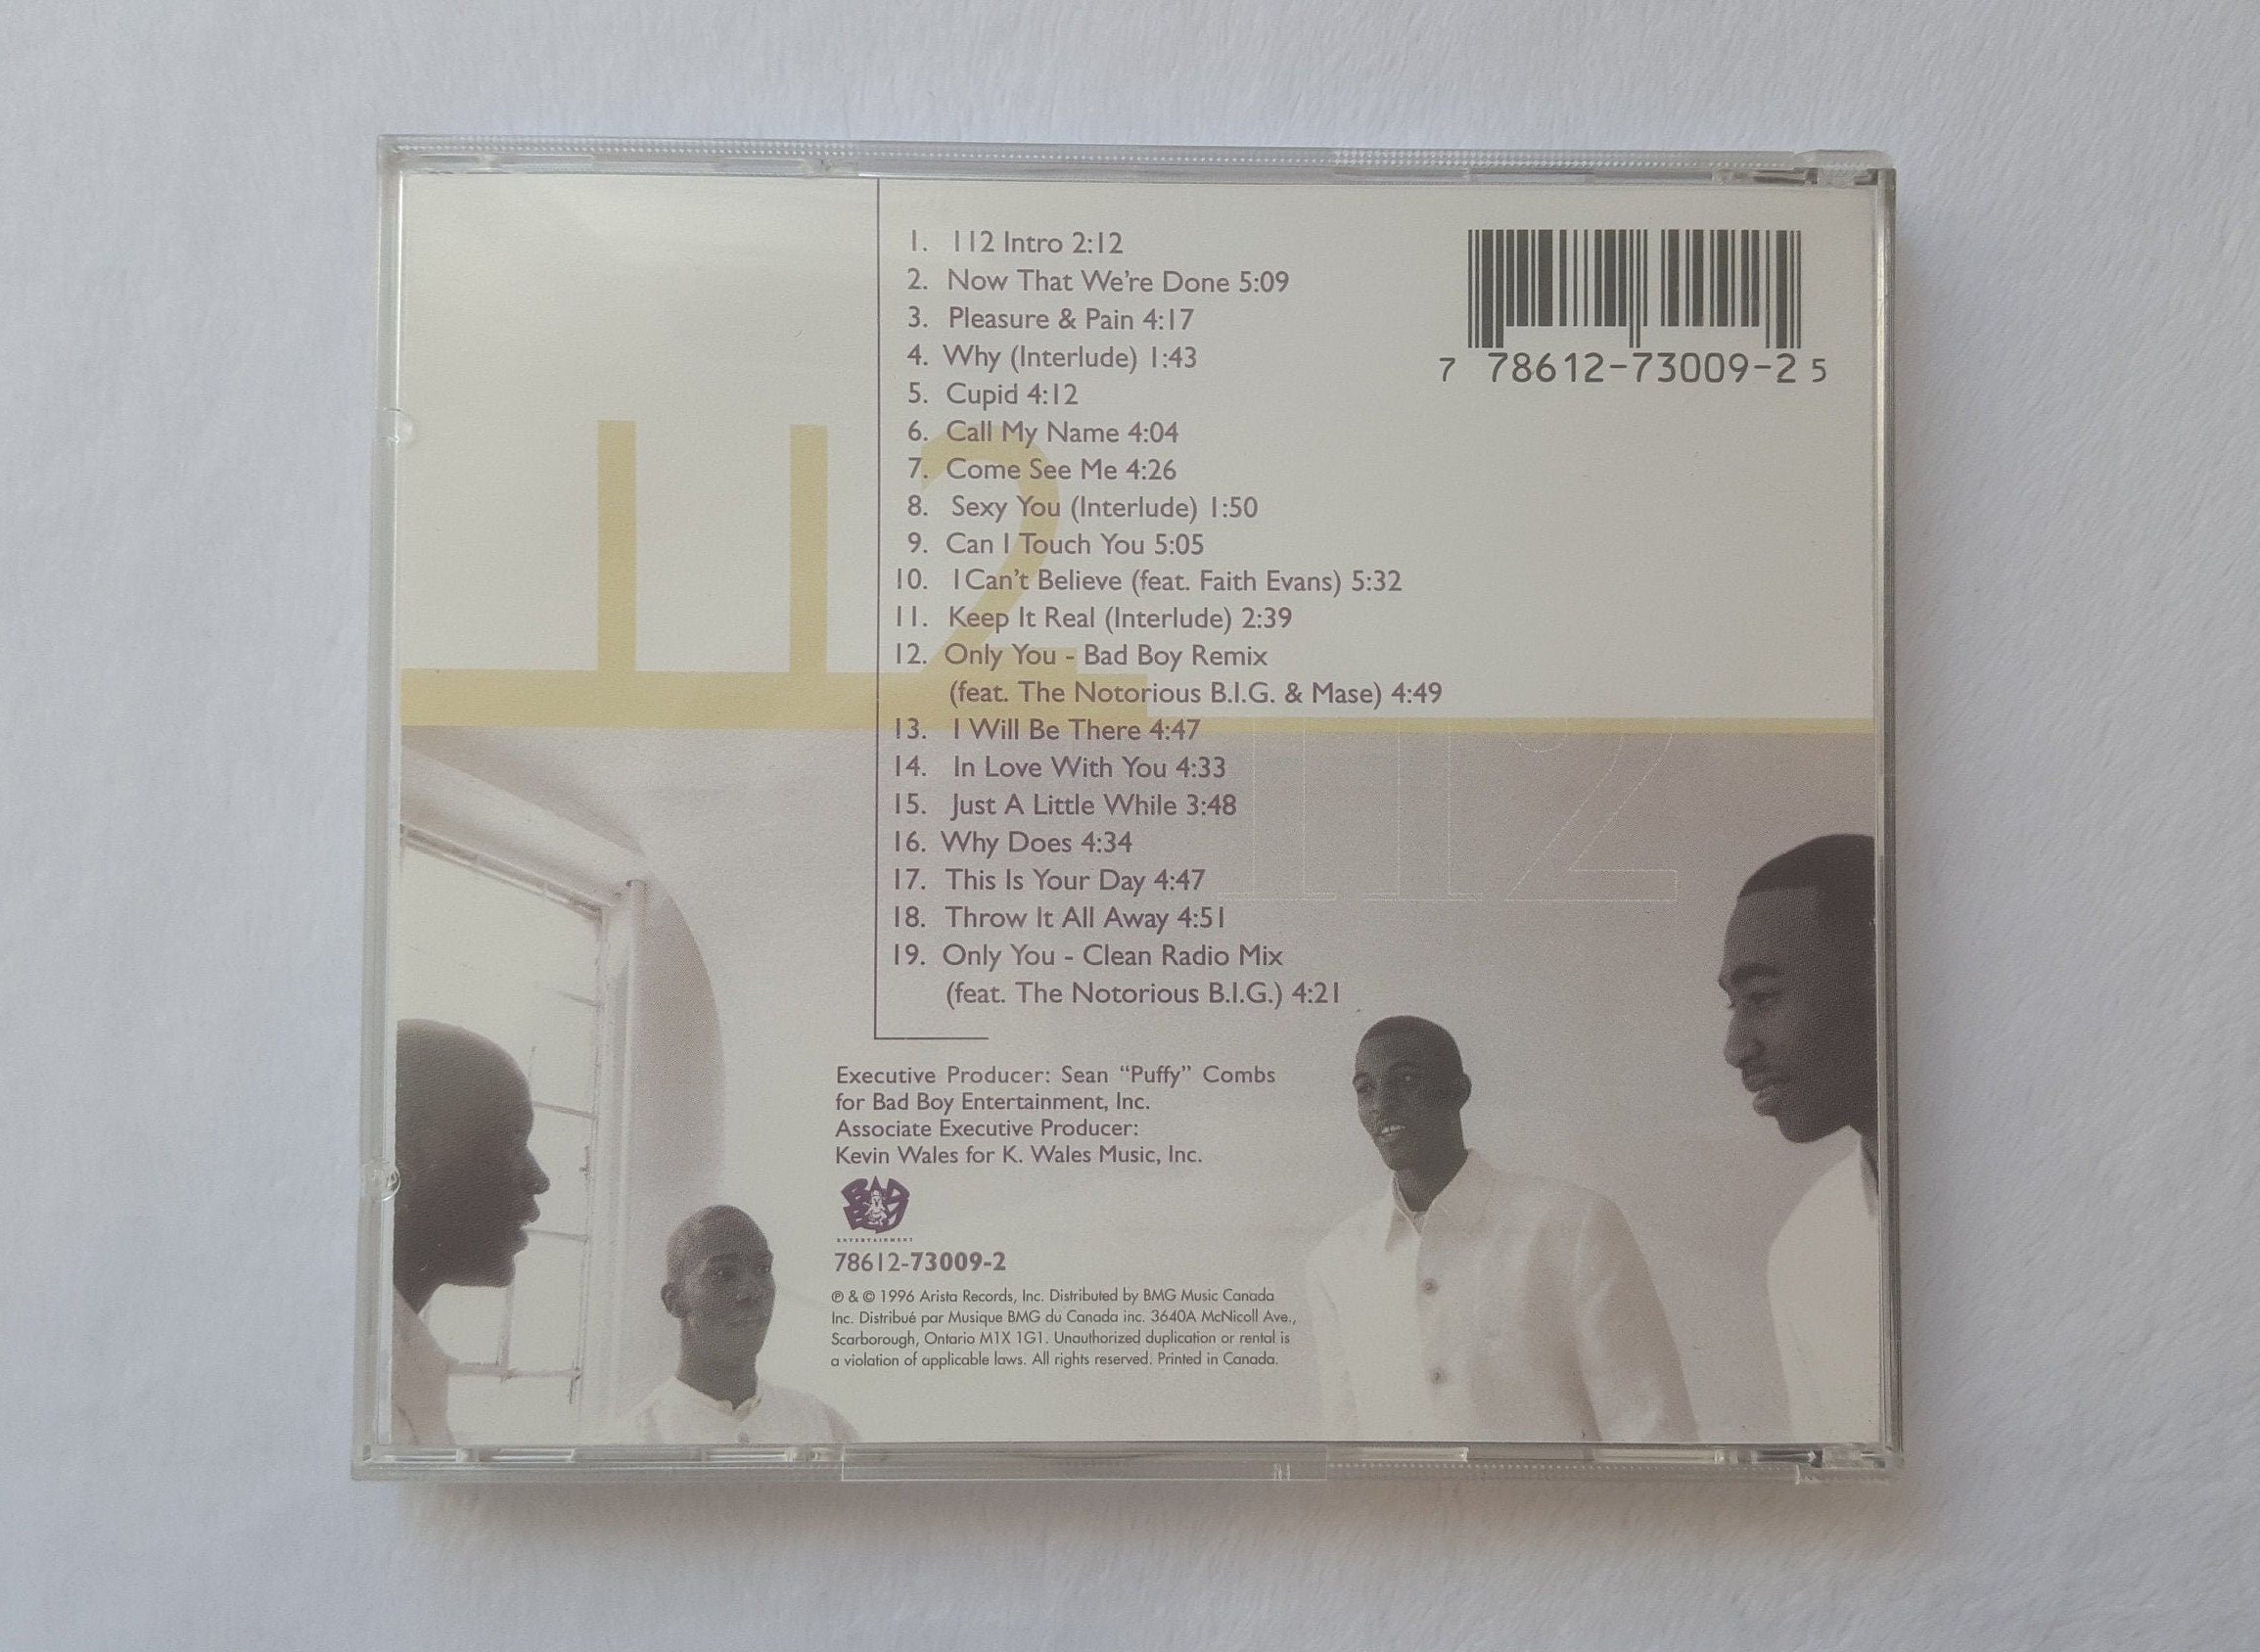 1. 112 Intro 2:12
2. Now That We're Done 5:09
3. Pleasure & Pain 4:17
4. Why (Interlude) 1:43
5. Cupid 4:12
6. Call My Name 4:04
7. Come See Me 4:26
8. Sexy You (Interlude) 1:50
9. Can I Touch You 5:05
10. I Can't Believe (feat. Faith Evans) 5:32
11. Keep It Real (Interlude) 2:39
12. Only You - Bad Boy Remix
(feat. The Notorious B.I.G. & Mase) 4:49
13. I Will Be There 4:47
14. In Love With You 4:33
15. Just A Little While 3:48
16. Why Does 4:34
17. This Is Your Day 4:47
18. Throw It All Away 4:51
19. Only You - Clean Radio Mix
(feat. The Notorious B.I.G.) 4:21
7 78612-73009-2 5
112
112
Executive Producer: Sean “Puffy” Combs
for Bad Boy Entertainment, Inc.
Associate Executive Producer:
Kevin Wales for K. Wales Music, Inc.
BAD BOY
ENTERTAINMENT
78612-73009-2
℗ & © 1996 Arista Records, Inc. Distributed by BMG Music Canada
Inc. Distribué par Musique BMG du Canada inc. 3640A McNicoll Ave.,
Scarborough, Ontario M1X 1G1. Unauthorized duplication or rental is
a violation of applicable laws. All rights reserved. Printed in Canada.